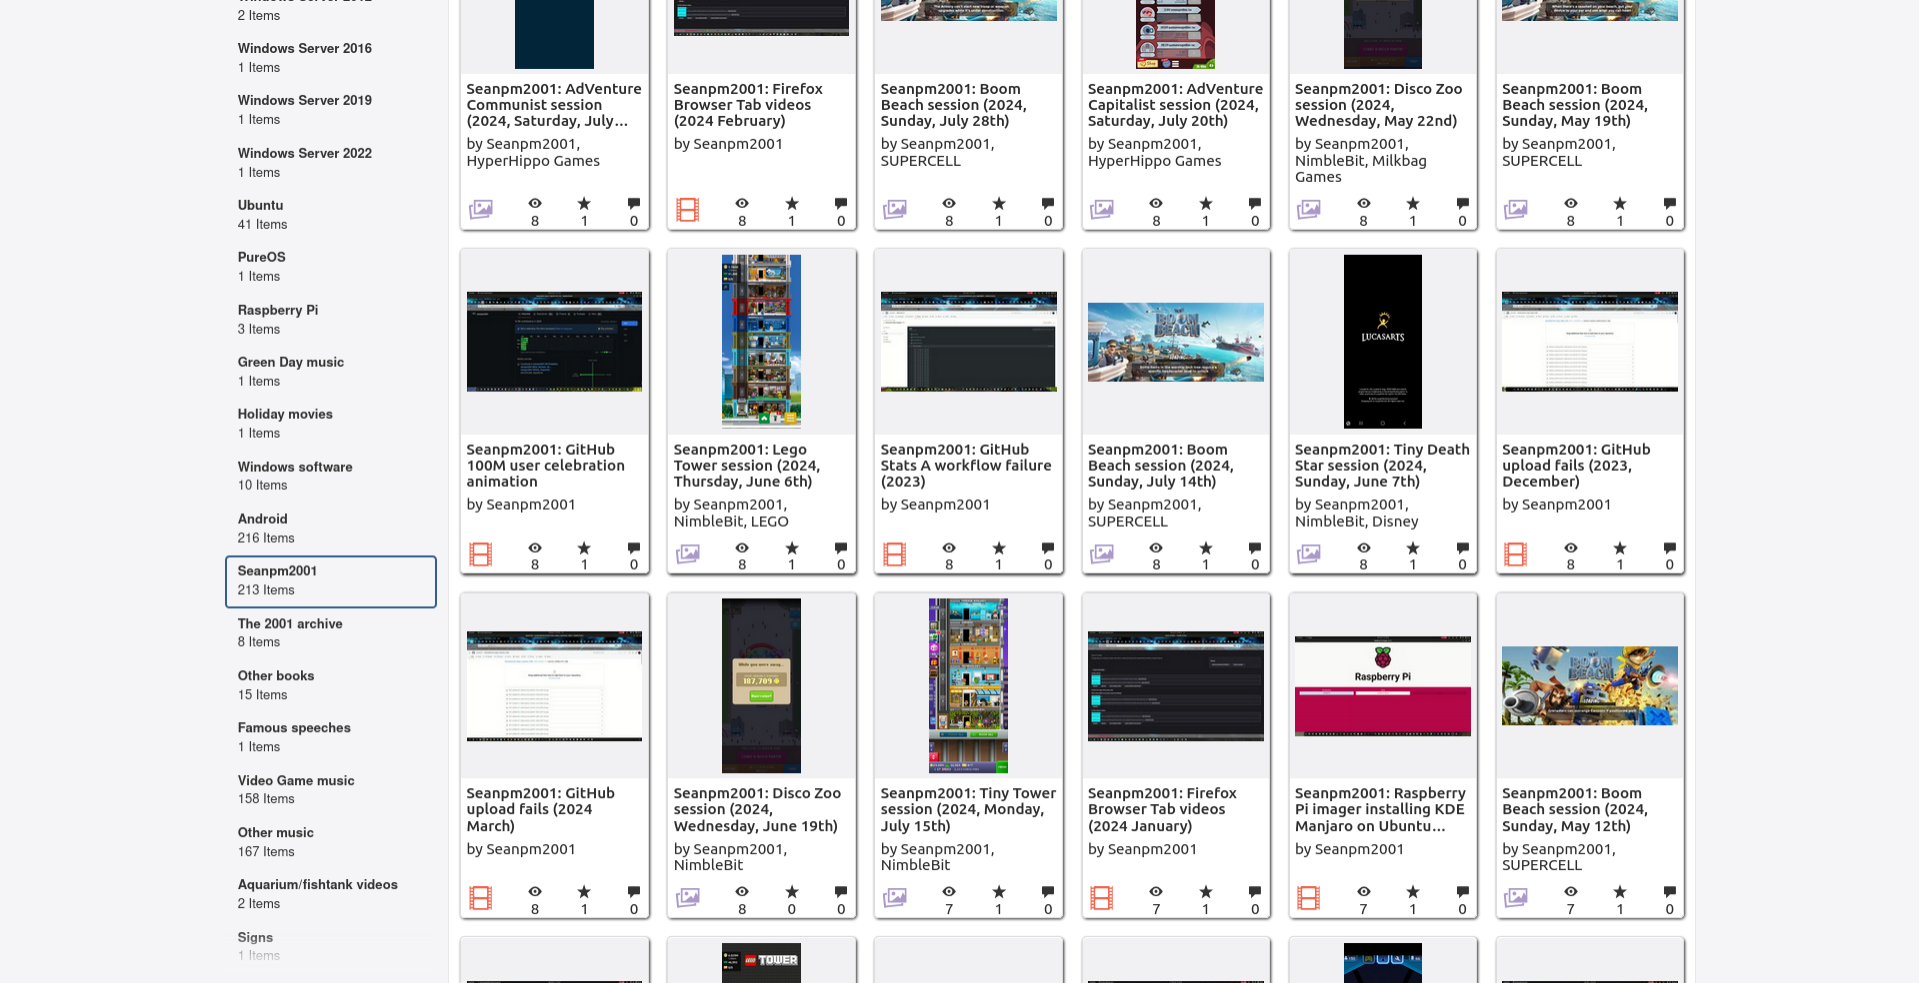 2 Items
Windows Server 2016
1 Items
Windows Server 2019
1 Items
Windows Server 2022
1 Items
Ubuntu
41 Items
PureOS
1 Items
Raspberry Pi
3 Items
Green Day music
1 Items
Holiday movies
1 Items
Windows software
10 Items
Android
216 Items
Seanpm2001
213 Items
The 2001 archive
8 Items
Other books
15 Items
Famous speeches
1 Items
Video Game music
158 Items
Other music
167 Items
Aquarium/fishtank videos
2 Items
Signs
1 Items
Seanpm2001: AdVenture
Communist session
(2024, Saturday, July...
by Seanpm2001,
HyperHippo Games
8 1 0
Seanpm2001: Firefox
Browser Tab videos
(2024 February)
by Seanpm2001
8 1 0
Seanpm2001: Boom
Beach session (2024,
Sunday, July 28th)
by Seanpm2001,
SUPERCELL
8 1 0
Seanpm2001: AdVenture
Capitalist session (2024,
Saturday, July 20th)
by Seanpm2001,
HyperHippo Games
8 1 0
Seanpm2001: Disco Zoo
session (2024,
Wednesday, May 22nd)
by Seanpm2001,
NimbleBit, Milkbag
Games
8 1 0
Seanpm2001: Boom
Beach session (2024,
Sunday, May 19th)
by Seanpm2001,
SUPERCELL
8 1 0
Seanpm2001: GitHub
100M user celebration
animation
by Seanpm2001
8 1 0
Seanpm2001: Lego
Tower session (2024,
Thursday, June 6th)
by Seanpm2001,
NimbleBit, LEGO
8 1 0
Seanpm2001: GitHub
Stats A workflow failure
(2023)
by Seanpm2001
8 1 0
BOOM
BEACH
Seanpm2001: Boom
Beach session (2024,
Sunday, July 14th)
by Seanpm2001,
SUPERCELL
8 1 0
LUCASARTS
Seanpm2001: Tiny Death
Star session (2024,
Sunday, June 7th)
by Seanpm2001,
NimbleBit, Disney
8 1 0
Seanpm2001: GitHub
upload fails (2023,
December)
by Seanpm2001
8 1 0
Seanpm2001: GitHub
upload fails (2024
March)
by Seanpm2001
8 1 0
While you were away...
187,709
Seanpm2001: Disco Zoo
session (2024,
Wednesday, June 19th)
by Seanpm2001,
NimbleBit
8 0 0
Seanpm2001: Tiny Tower
session (2024, Monday,
July 15th)
by Seanpm2001,
NimbleBit
7 1 0
Seanpm2001: Firefox
Browser Tab videos
(2024 January)
by Seanpm2001
7 1 0
Raspberry Pi
Seanpm2001: Raspberry
Pi imager installing KDE
Manjaro on Ubuntu...
by Seanpm2001
7 1 0
BOOM
BEACH
Seanpm2001: Boom
Beach session (2024,
Sunday, May 12th)
by Seanpm2001,
SUPERCELL
7 1 0
LEGO TOWER